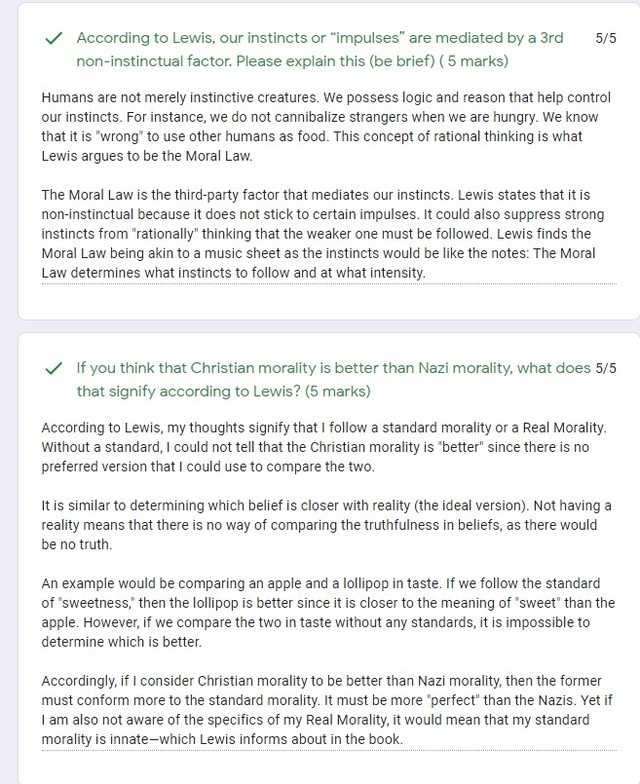 According to Lewis, our instincts or “impulses” are mediated by a 3rd 5/5
non-instinctual factor. Please explain this (be brief) ( 5 marks)
Humans are not merely instinctive creatures. We possess logic and reason that help control
our instincts. For instance, we do not cannibalize strangers when we are hungry. We know
that it is "wrong" to use other humans as food. This concept of rational thinking is what
Lewis argues to be the Moral Law.
The Moral Law is the third-party factor that mediates our instincts. Lewis states that it is
non-instinctual because it does not stick to certain impulses. It could also suppress strong
instincts from "rationally" thinking that the weaker one must be followed. Lewis finds the
Moral Law being akin to a music sheet as the instincts would be like the notes: The Moral
Law determines what instincts to follow and at what intensity.
If you think that Christian morality is better than Nazi morality, what does 5/5
that signify according to Lewis? (5 marks)
According to Lewis, my thoughts signify that I follow a standard morality or a Real Morality.
Without a standard, I could not tell that the Christian morality is "better" since there is no
preferred version that I could use to compare the two.
It is similar to determining which belief is closer with reality (the ideal version). Not having a
reality means that there is no way of comparing the truthfulness in beliefs, as there would
be no truth.
An example would be comparing an apple and a lollipop in taste. If we follow the standard
of "sweetness," then the lollipop is better since it is closer to the meaning of "sweet" than the
apple. However, if we compare the two in taste without any standards, it is impossible to
determine which is better.
Accordingly, if I consider Christian morality to be better than Nazi morality, then the former
must conform more to the standard morality. It must be more "perfect" than the Nazis. Yet if
I am also not aware of the specifics of my Real Morality, it would mean that my standard
morality is innate—which Lewis informs about in the book.